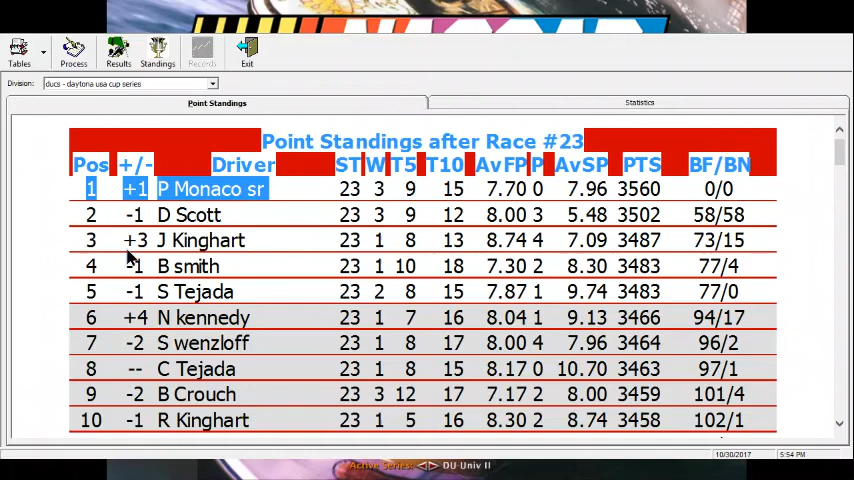 Tables Process Results Standings Records Exit
Division: ducs - daytona usa cup series
Point Standings Statistics
Point Standings after Race #23
Pos +/- Driver ST W T5 T10 AvFP P AvSP PTS BF/BN
1 +1 P Monaco sr 23 3 9 15 7.70 0 7.96 3560 0/0
2 -1 D Scott 23 3 9 12 8.00 3 5.48 3502 58/58
3 +3 J Kinghart 23 1 8 13 8.74 4 7.09 3487 73/15
4 -1 B smith 23 1 10 18 7.30 2 8.30 3483 77/4
5 -1 S Tejada 23 2 8 15 7.87 1 9.74 3483 77/0
6 +4 N kennedy 23 1 7 16 8.04 1 9.13 3466 94/17
7 -2 S wenzloff 23 1 8 17 8.00 4 7.96 3464 96/2
8 -- C Tejada 23 1 8 15 8.17 0 10.70 3463 97/1
9 -2 B Crouch 23 3 12 17 7.17 2 8.00 3459 101/4
10 -1 R Kinghart 23 1 5 16 8.30 2 8.74 3458 102/1
10/30/2017 5:54 PM
Active Series: ◁▷ DU-Univ II